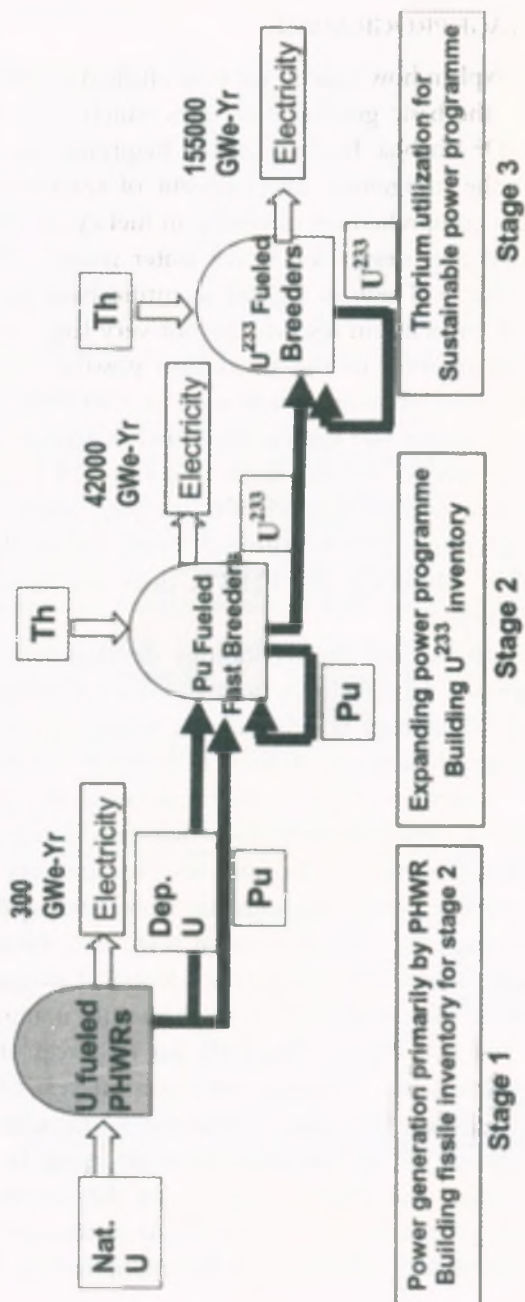 Nat.
U
U fueled
PHWRs
300
GWe-Yr
Electricity
Dep.
U
Pu
Th
Pu Fueled
Fast Breeders
42000
GWe-Yr
Electricity
Pu
U²³³
Th
U²³³ Fueled
Breeders
155000
GWe-Yr
Electricity
U²³³
Power generation primarily by PHWR
Building fissile inventory for stage 2
Stage 1
Expanding power programme
Building U²³³ inventory
Stage 2
Thorium utilization for
Sustainable power programme
Stage 3